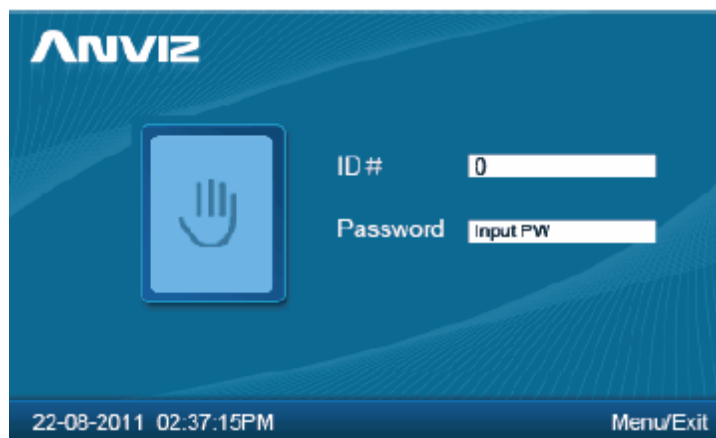 ANVIZ
ID# 0
Password Input PW
22-08-2011 02:37:15PM Menu/Exit